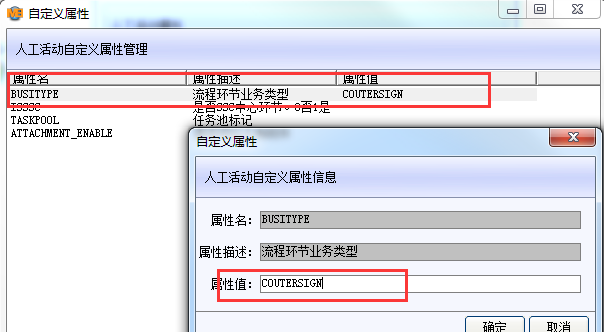 自定义属性
人工活动自定义属性管理
属性名 属性描述 属性值
BUSITYPE 流程环节业务类型 COUTERSIGN
ISSSC 是否SSC中心环节。0否1是
TASKPOOL 任务池标记
ATTACHMENT_ENABLE
自定义属性
人工活动自定义属性信息
属性名: BUSITYPE
属性描述: 流程环节业务类型
属性值: COUTERSIGN
确定 取消